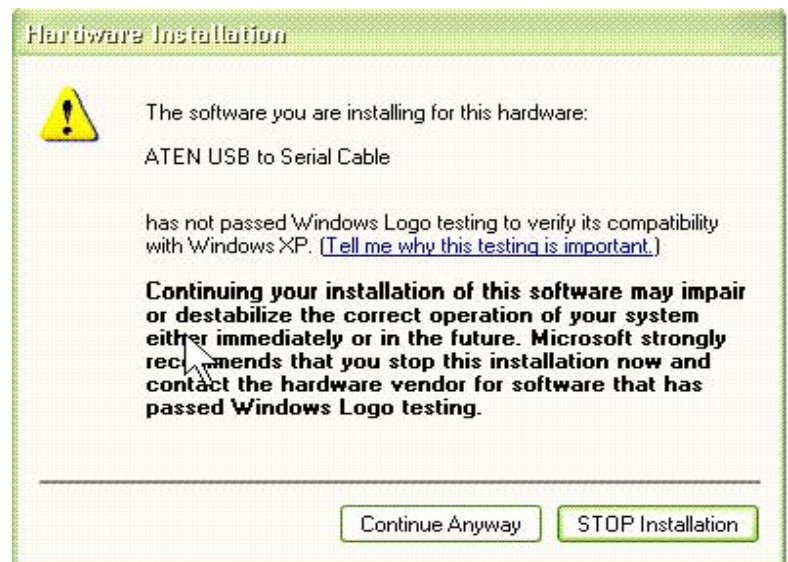 Hardware Installation
The software you are installing for this hardware:
ATEN USB to Serial Cable
has not passed Windows Logo testing to verify its compatibility
with Windows XP. (Tell me why this testing is important.)
Continuing your installation of this software may impair
or destabilize the correct operation of your system
either immediately or in the future. Microsoft strongly
recommends that you stop this installation now and
contact the hardware vendor for software that has
passed Windows Logo testing.
Continue Anyway
STOP Installation